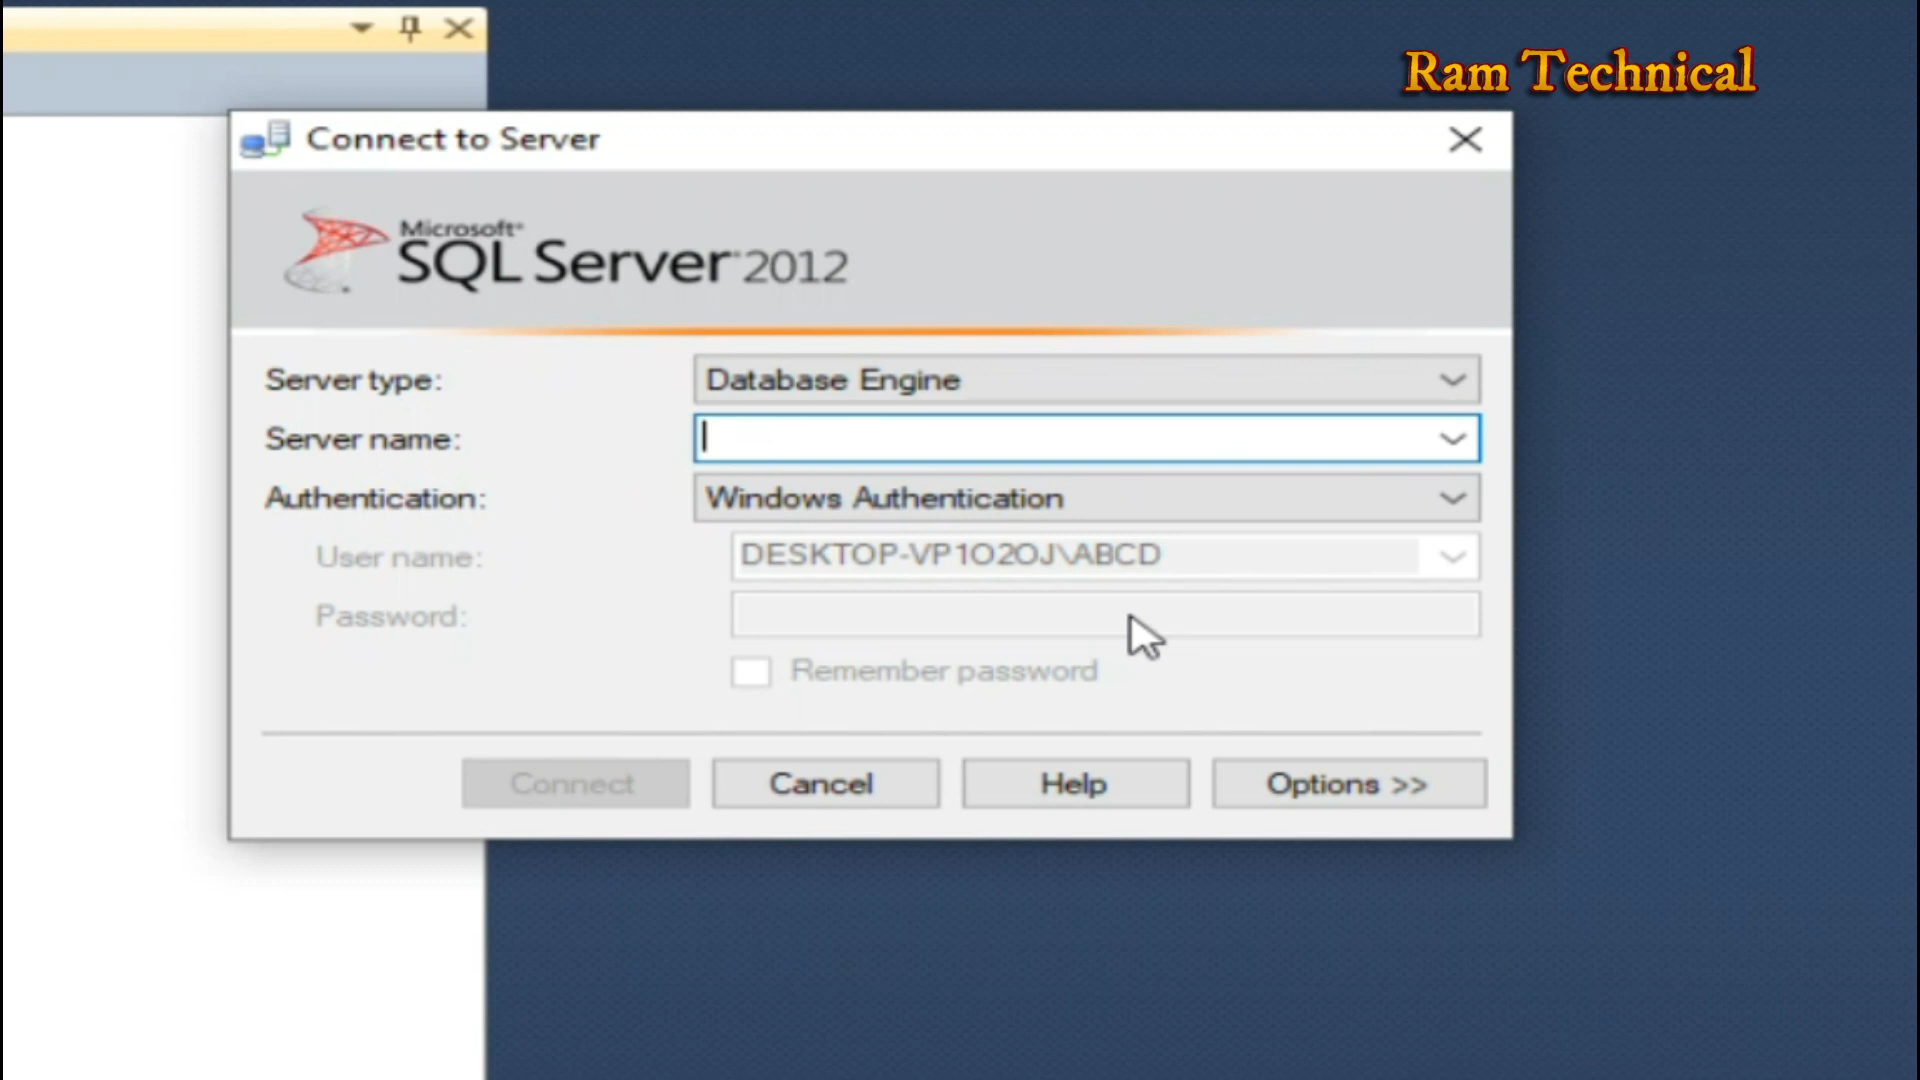 Ram Technical
Connect to Server
Microsoft®
SQL Server 2012
Server type: Database Engine
Server name:
Authentication: Windows Authentication
User name: DESKTOP-VP1O2OJ\ABCD
Password:
Remember password
Connect Cancel Help Options >>